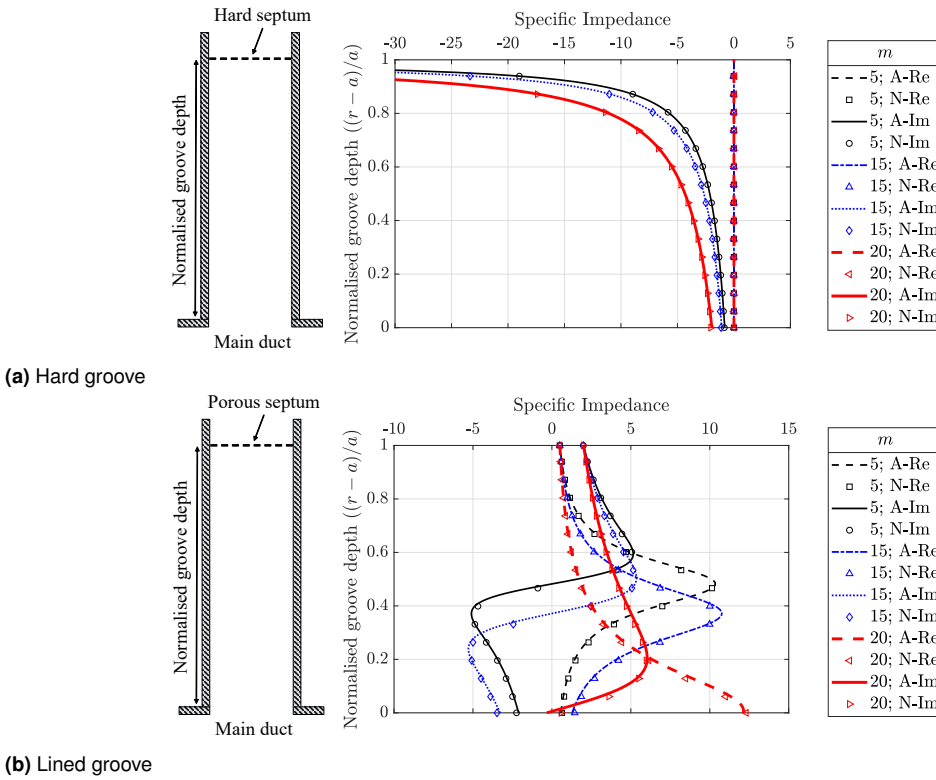 Hard septum
Normalised groove depth
Main duct
Specific Impedance
-30 -25 -20 -15 -10 -5 0 5
Normalised groove depth ((r − a)/a)
1
0.8
0.6
0.4
0.2
0
m
5; A-Re
5; N-Re
5; A-Im
5; N-Im
15; A-Re
15; N-Re
15; A-Im
15; N-Im
20; A-Re
20; N-Re
20; A-Im
20; N-Im
(a) Hard groove
Porous septum
Normalised groove depth
Main duct
Specific Impedance
-10 -5 0 5 10 15
Normalised groove depth ((r − a)/a)
1
0.8
0.6
0.4
0.2
0
m
5; A-Re
5; N-Re
5; A-Im
5; N-Im
15; A-Re
15; N-Re
15; A-Im
15; N-Im
20; A-Re
20; N-Re
20; A-Im
20; N-Im
(b) Lined groove